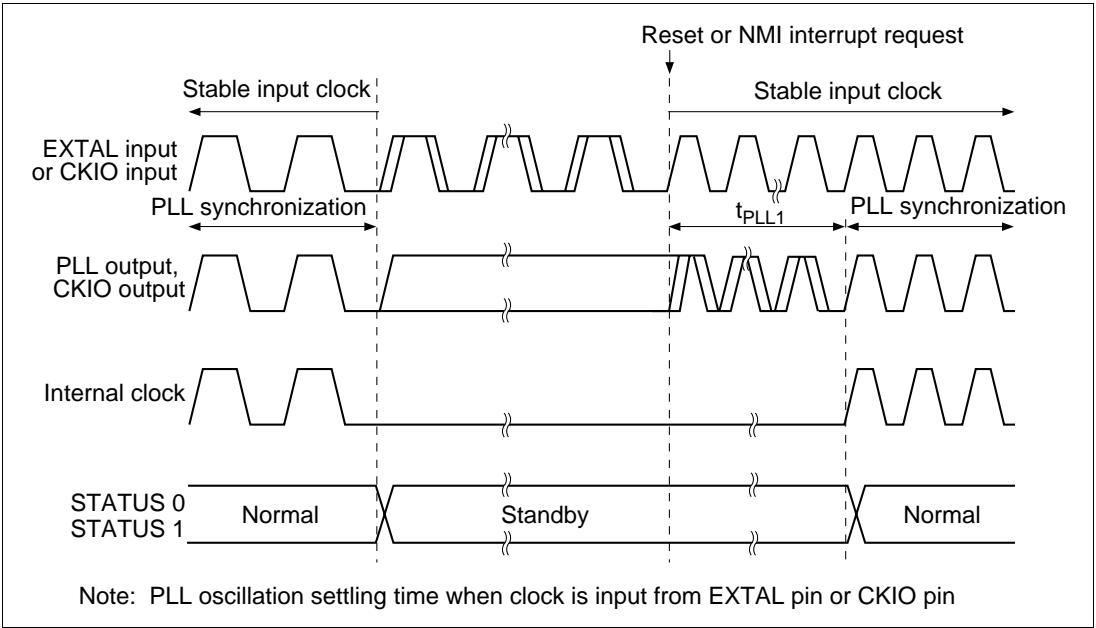 Reset or NMI interrupt request
Stable input clock
Stable input clock
EXTAL input
or CKIO input
PLL synchronization
tPLL1
PLL synchronization
PLL output,
CKIO output
Internal clock
STATUS 0
STATUS 1
Normal
Standby
Normal
Note: PLL oscillation settling time when clock is input from EXTAL pin or CKIO pin